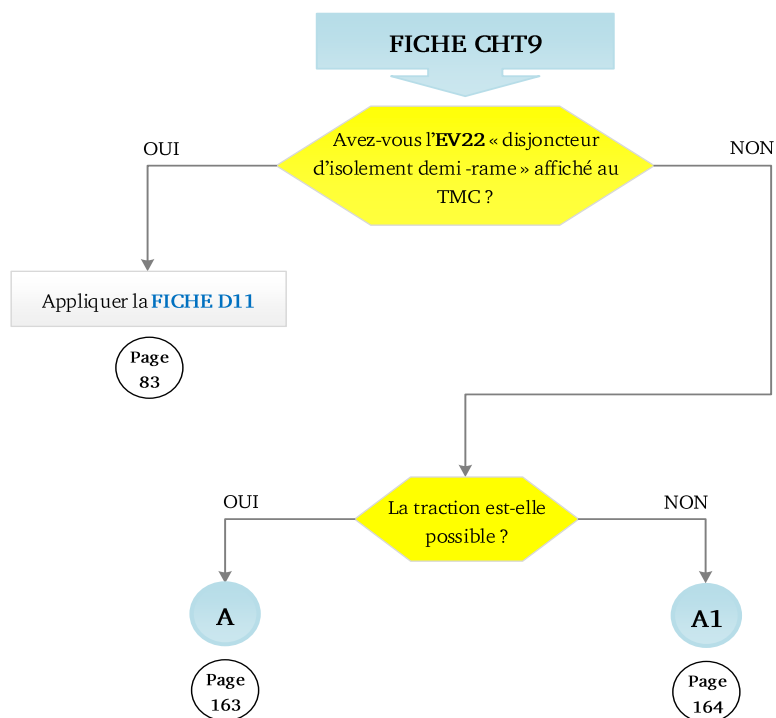 FICHE CHT9
Avez-vous l'EV22 « disjoncteur
d'isolement demi -rame » affiché au
TMC ?
OUI
NON
Appliquer la FICHE D11
Page
83
La traction est-elle
possible ?
OUI
NON
A
A1
Page
163
Page
164